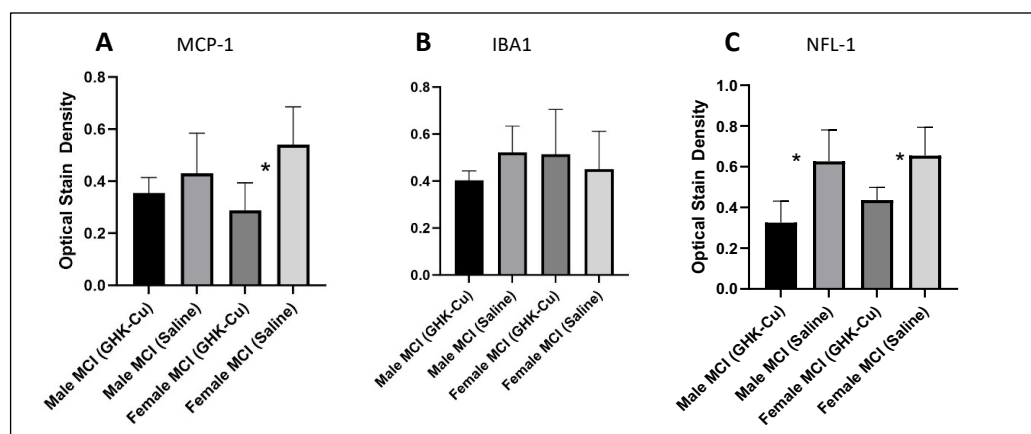 A MCP-1
B IBA1
C NFL-1
Optical Stain Density
0.8
0.6
0.4
0.2
0.0
*
Male MCI (GHK-Cu)
Male MCI (Saline)
Female MCI (GHK-Cu)
Female MCI (Saline)
0.8
0.6
0.4
0.2
0.0
Male MCI (GHK-Cu)
Male MCI (Saline)
Female MCI (GHK-Cu)
Female MCI (Saline)
Optical Stain Density
1.0
0.8
0.6
0.4
0.2
0.0
*
*
Male MCI (GHK-Cu)
Male MCI (Saline)
Female MCI (GHK-Cu)
Female MCI (Saline)